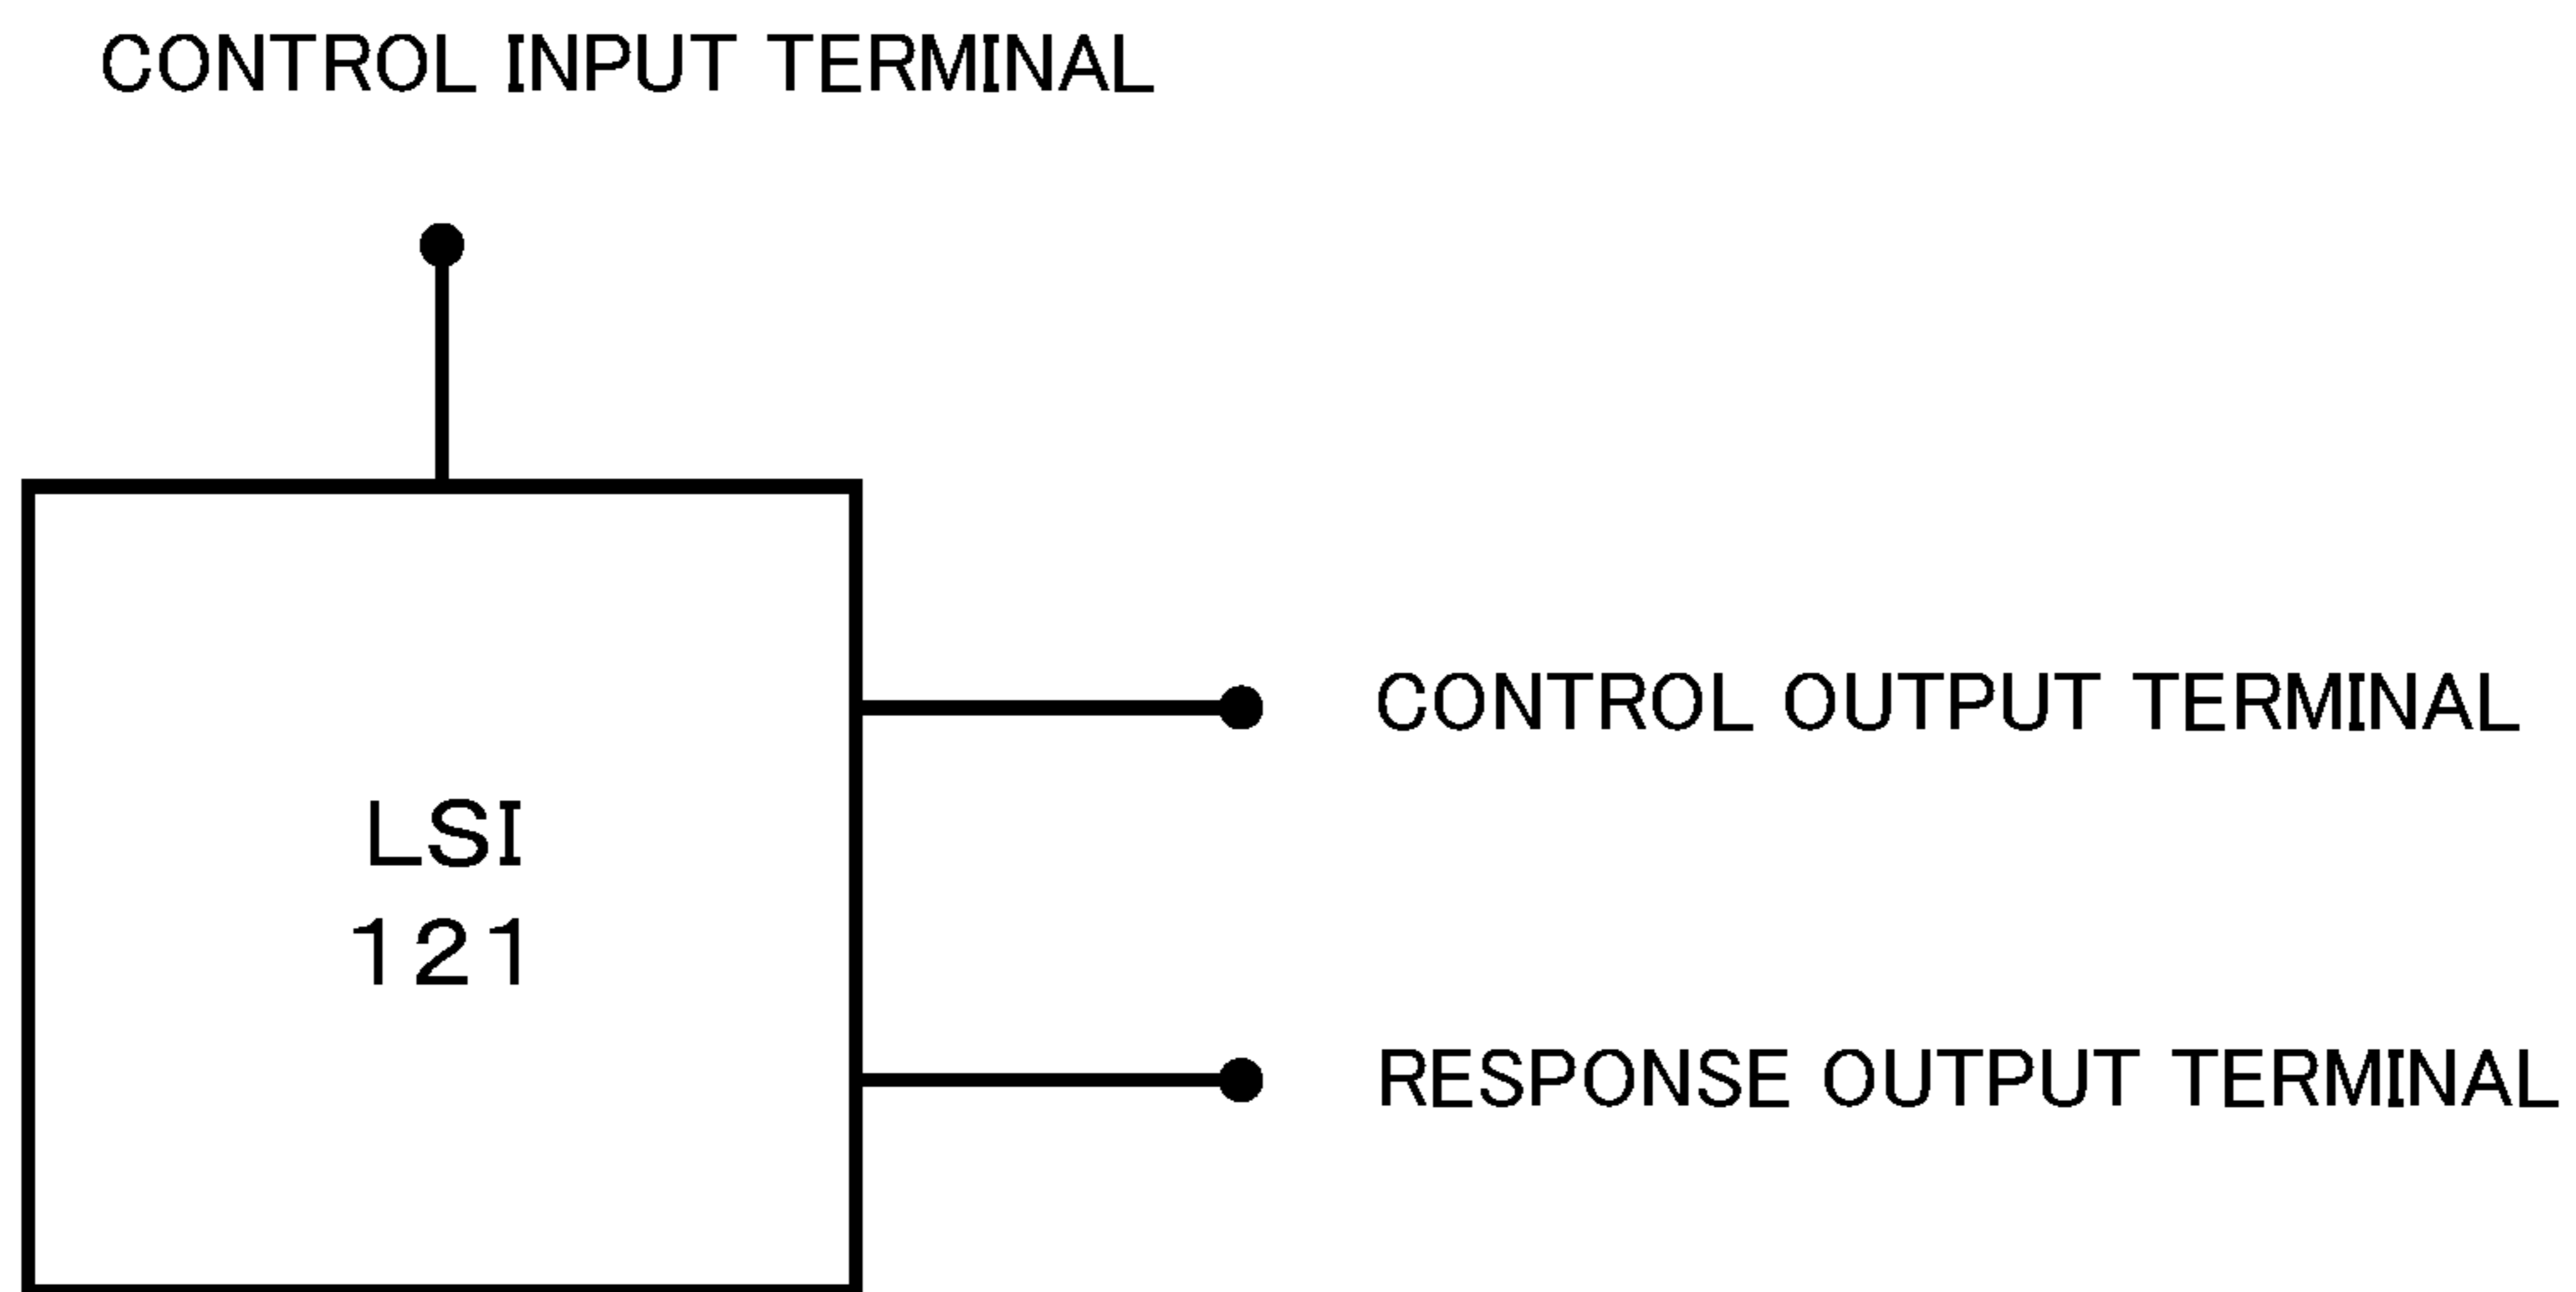 CONTROL INPUT TERMINAL
CONTROL OUTPUT TERMINAL
LSI
121
RESPONSE OUTPUT TERMINAL